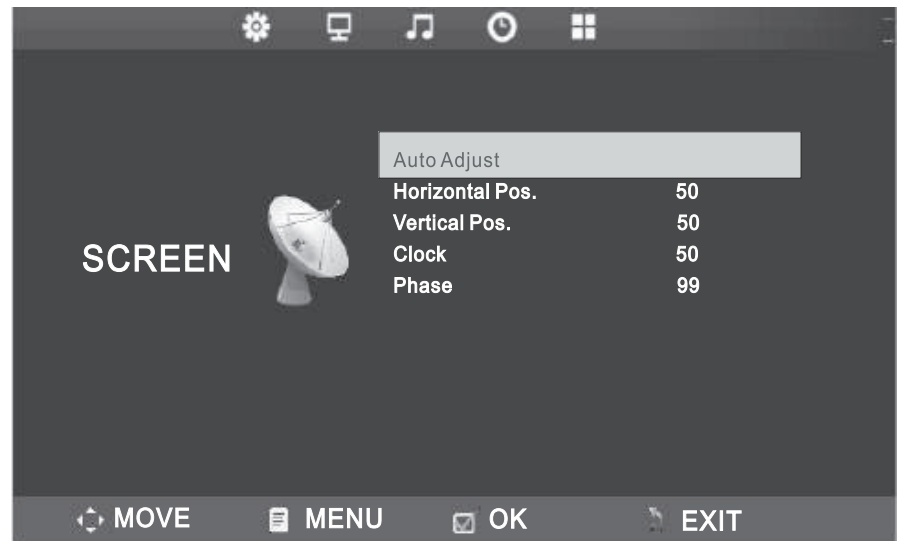 Auto Adjust
Horizontal Pos. 50
Vertical Pos. 50
Clock 50
Phase 99
SCREEN
MOVE MENU OK EXIT